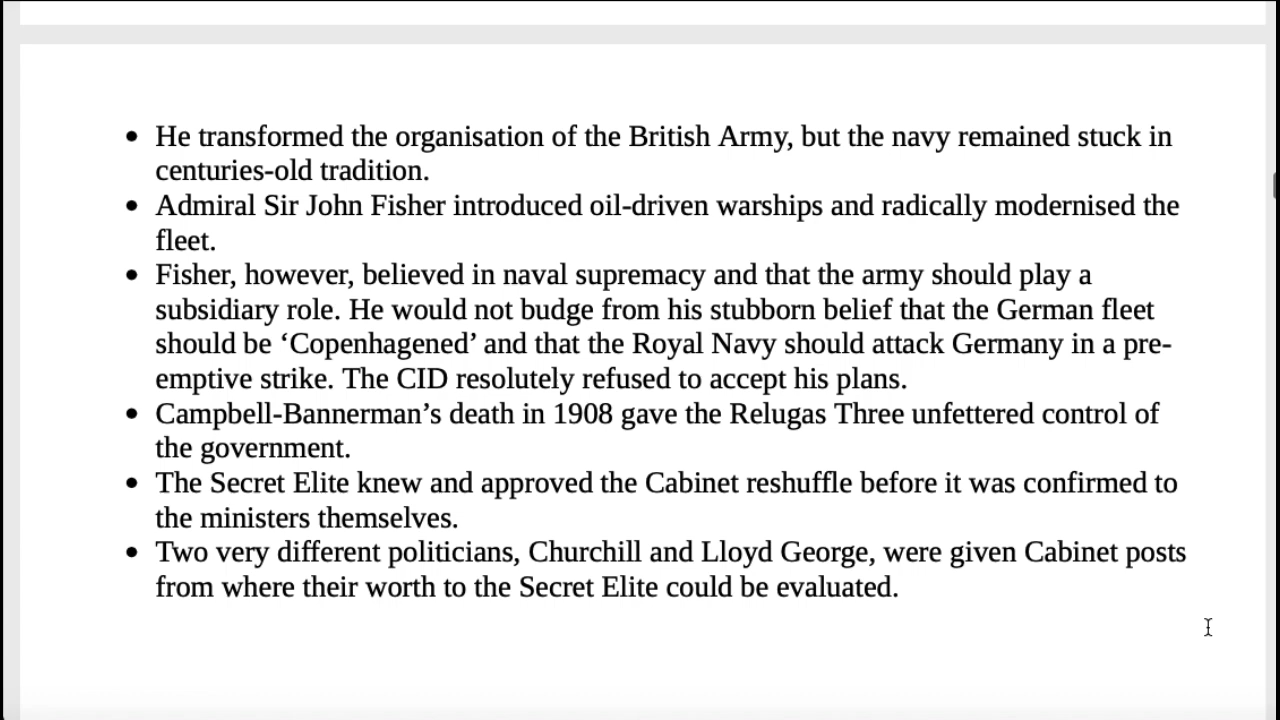 • He transformed the organisation of the British Army, but the navy remained stuck in
centuries-old tradition.
• Admiral Sir John Fisher introduced oil-driven warships and radically modernised the
fleet.
• Fisher, however, believed in naval supremacy and that the army should play a
subsidiary role. He would not budge from his stubborn belief that the German fleet
should be ‘Copenhagened’ and that the Royal Navy should attack Germany in a pre-
emptive strike. The CID resolutely refused to accept his plans.
• Campbell-Bannerman’s death in 1908 gave the Relugas Three unfettered control of
the government.
• The Secret Elite knew and approved the Cabinet reshuffle before it was confirmed to
the ministers themselves.
• Two very different politicians, Churchill and Lloyd George, were given Cabinet posts
from where their worth to the Secret Elite could be evaluated.